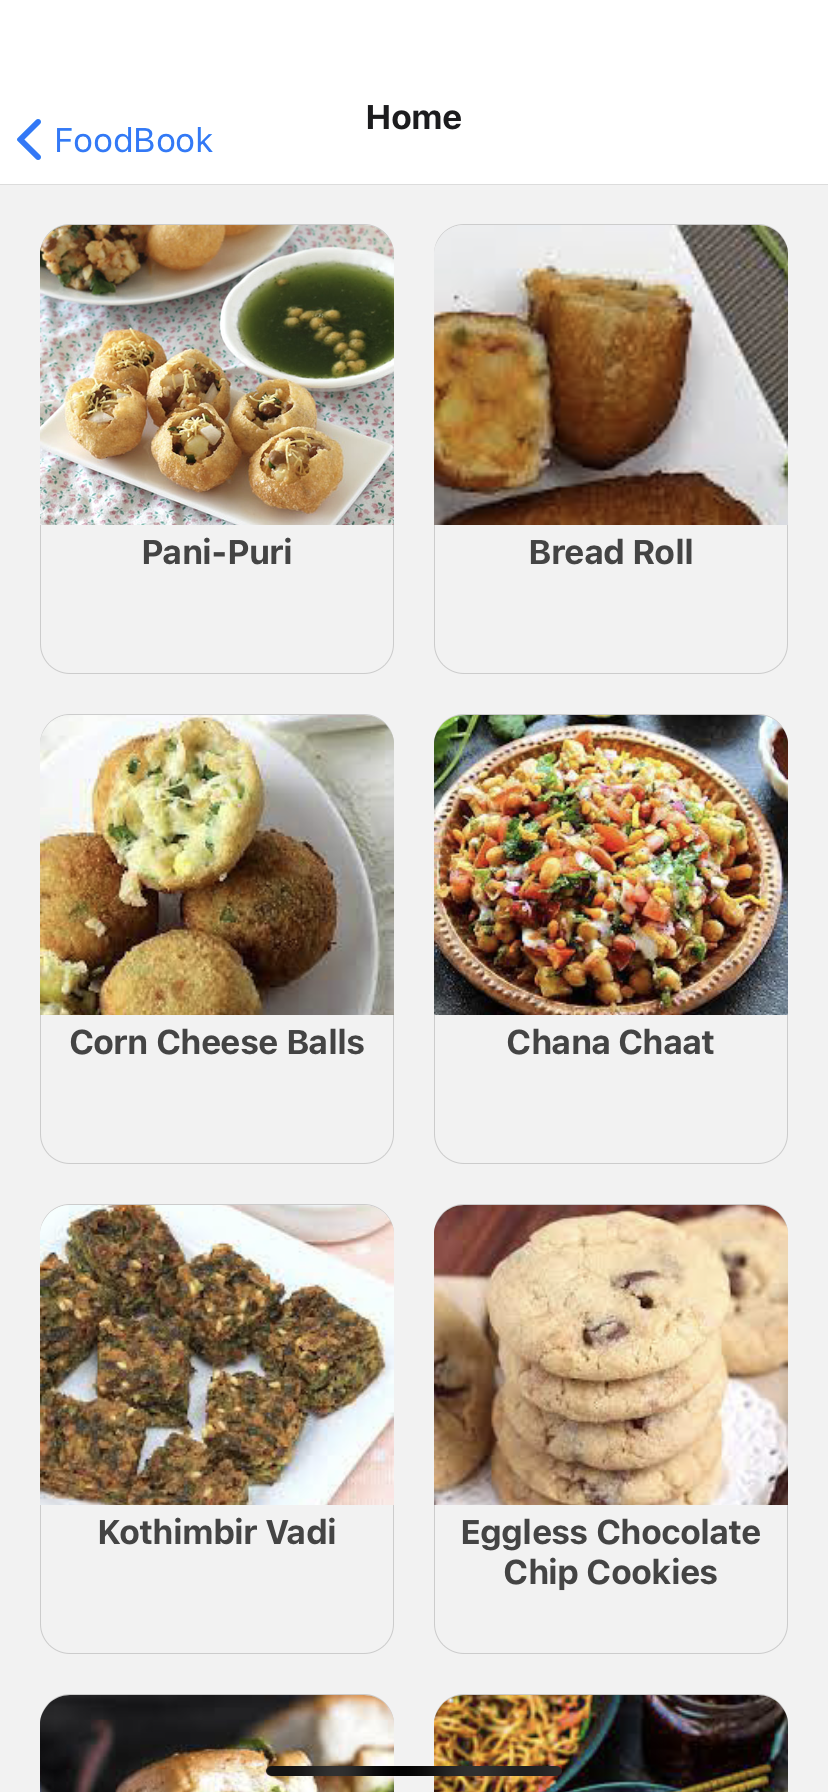 Home
FoodBook
Pani-Puri
Bread Roll
Corn Cheese Balls
Chana Chaat
Kothimbir Vadi
Eggless Chocolate
Chip Cookies